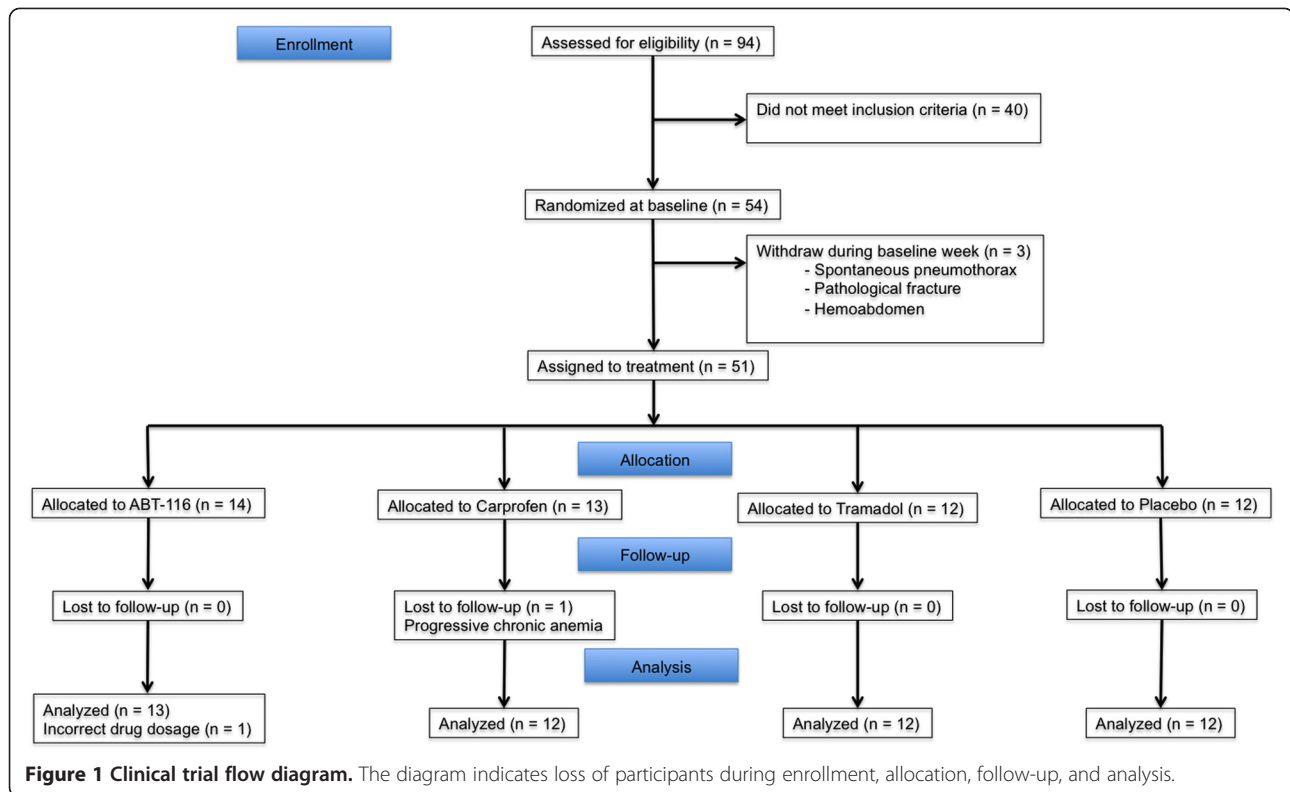 Enrollment
Assessed for eligibility (n = 94)
Did not meet inclusion criteria (n = 40)
Randomized at baseline (n = 54)
Withdraw during baseline week (n = 3)
- Spontaneous pneumothorax
- Pathological fracture
- Hemoabdomen
Assigned to treatment (n = 51)
Allocation
Allocated to ABT-116 (n = 14)
Allocated to Carprofen (n = 13)
Allocated to Tramadol (n = 12)
Allocated to Placebo (n = 12)
Follow-up
Lost to follow-up (n = 0)
Lost to follow-up (n = 1)
Progressive chronic anemia
Lost to follow-up (n = 0)
Lost to follow-up (n = 0)
Analysis
Analyzed (n = 13)
Incorrect drug dosage (n = 1)
Analyzed (n = 12)
Analyzed (n = 12)
Analyzed (n = 12)
Figure 1 Clinical trial flow diagram. The diagram indicates loss of participants during enrollment, allocation, follow-up, and analysis.